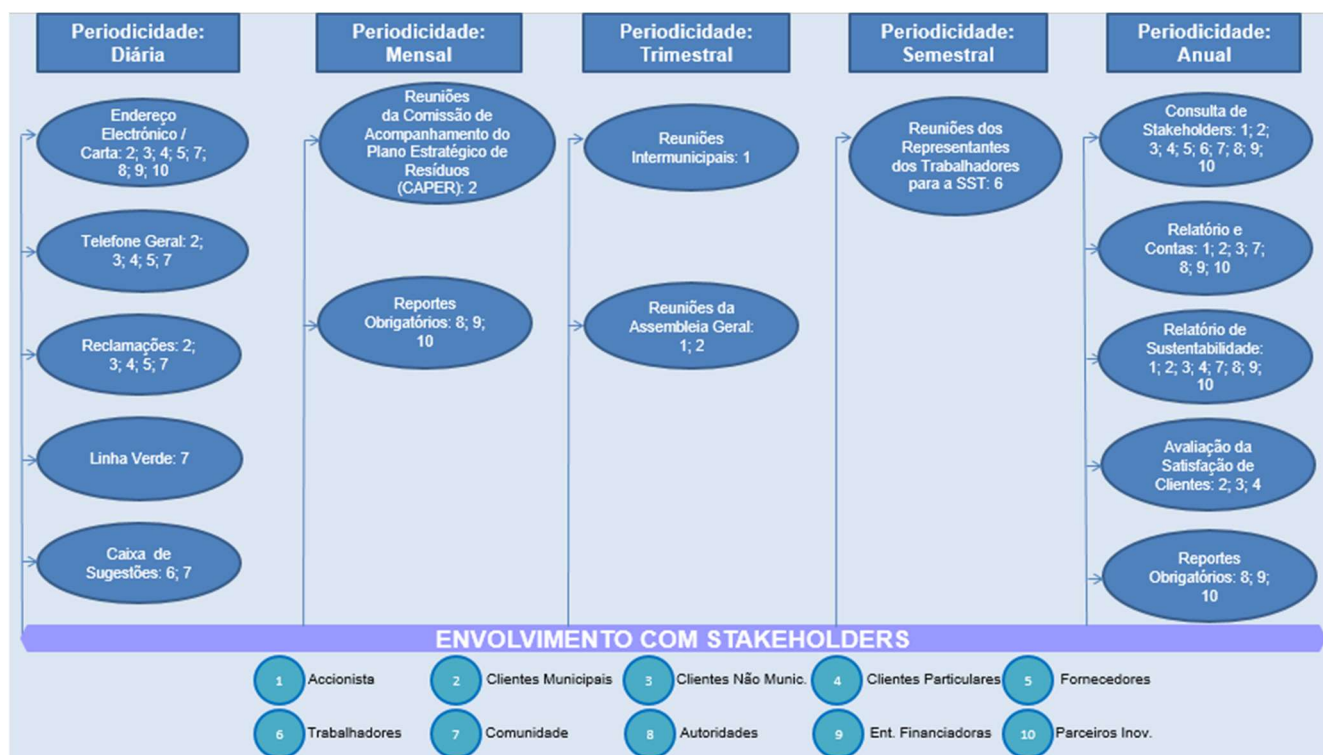 Periodicidade:
Diária
Endereço
Electrónico /
Carta: 2; 3; 4; 5; 7;
8; 9; 10
Telefone Geral: 2;
3; 4; 5; 7
Reclamações: 2;
3; 4; 5; 7
Linha Verde: 7
Caixa de
Sugestões: 6; 7
Periodicidade:
Mensal
Reuniões
da Comissão de
Acompanhamento do
Plano Estratégico de
Resíduos
(CAPER): 2
Reportes
Obrigatórios: 8; 9;
10
Periodicidade:
Trimestral
Reuniões
Intermunicipais: 1
Reuniões da
Assembleia Geral:
1; 2
Periodicidade:
Semestral
Reuniões dos
Representantes
dos Trabalhadores
para a SST: 6
Periodicidade:
Anual
Consulta de
Stakeholders: 1; 2;
3; 4; 5; 6; 7; 8; 9;
10
Relatório e
Contas: 1; 2; 3; 7;
8; 9; 10
Relatório de
Sustentabilidade:
1; 2; 3; 4; 7; 8; 9;
10
Avaliação da
Satisfação de
Clientes: 2; 3; 4
Reportes
Obrigatórios: 8; 9;
10
ENVOLVIMENTO COM STAKEHOLDERS
1 Accionista
2 Clientes Municipais
3 Clientes Não Munic.
4 Clientes Particulares
5 Fornecedores
6 Trabalhadores
7 Comunidade
8 Autoridades
9 Ent. Financiadoras
10 Parceiros Inov.